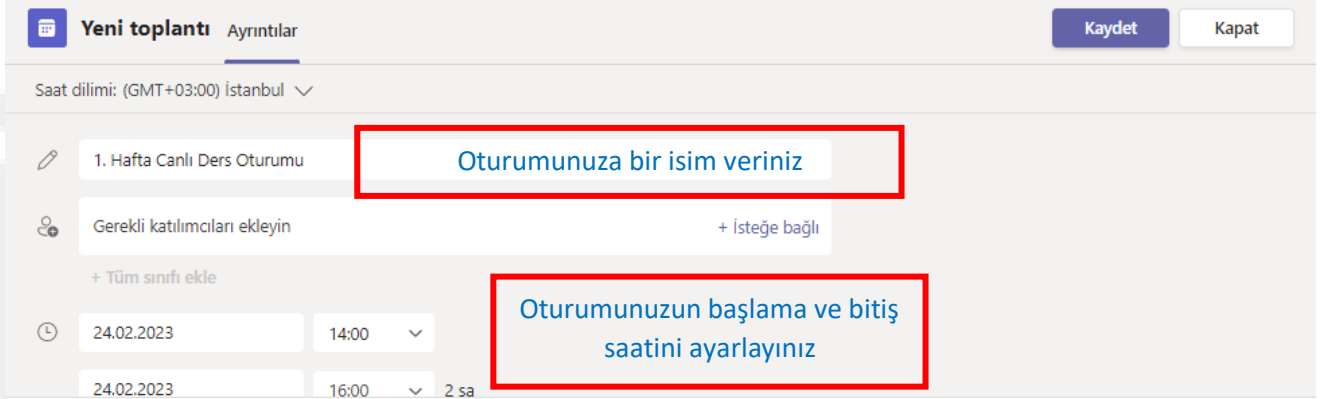 Yeni toplantı Ayrıntılar Kaydet Kapat
Saat dilimi: (GMT+03:00) İstanbul
1. Hafta Canlı Ders Oturumu Oturumunuza bir isim veriniz
Gerekli katılımcıları ekleyin + İsteğe bağlı
+ Tüm sınıfı ekle
Oturumunuzun başlama ve bitiş
saatini ayarlayınız
24.02.2023 14:00
24.02.2023 16:00 2 sa